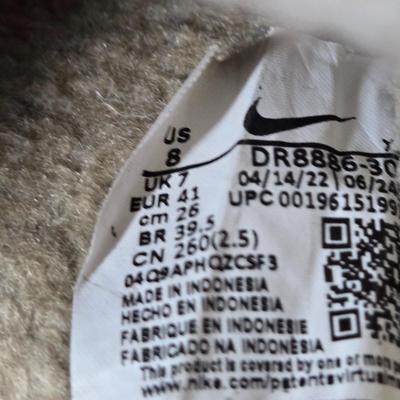 US
8
UK 7
EUR 41
cm 26
BR 39.5
CN 260(2.5)
04Q9APHQZCSF3
DR8886-30
04/14/22 06/24
UPC 0019615199
MADE IN INDONESIA
HECHO EN INDONESIA
FABRIQUE EN INDONESIE
FABRICADO NA INDONÉSIA
This product is covered by one or more
www.nike.com/patents